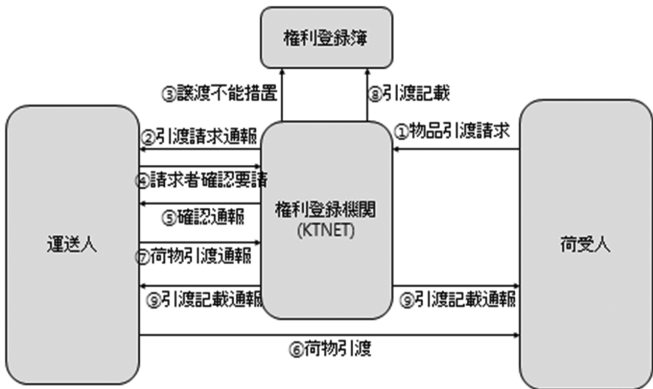 権利登録簿
③譲渡不能措置
⑧引渡記載
②引渡請求通報
①物品引渡請求
④請求者確認要請
⑤確認通報
権利登録機関
(KTNET)
運送人
荷受人
⑦荷物引渡通報
⑨引渡記載通報
⑨引渡記載通報
⑥荷物引渡